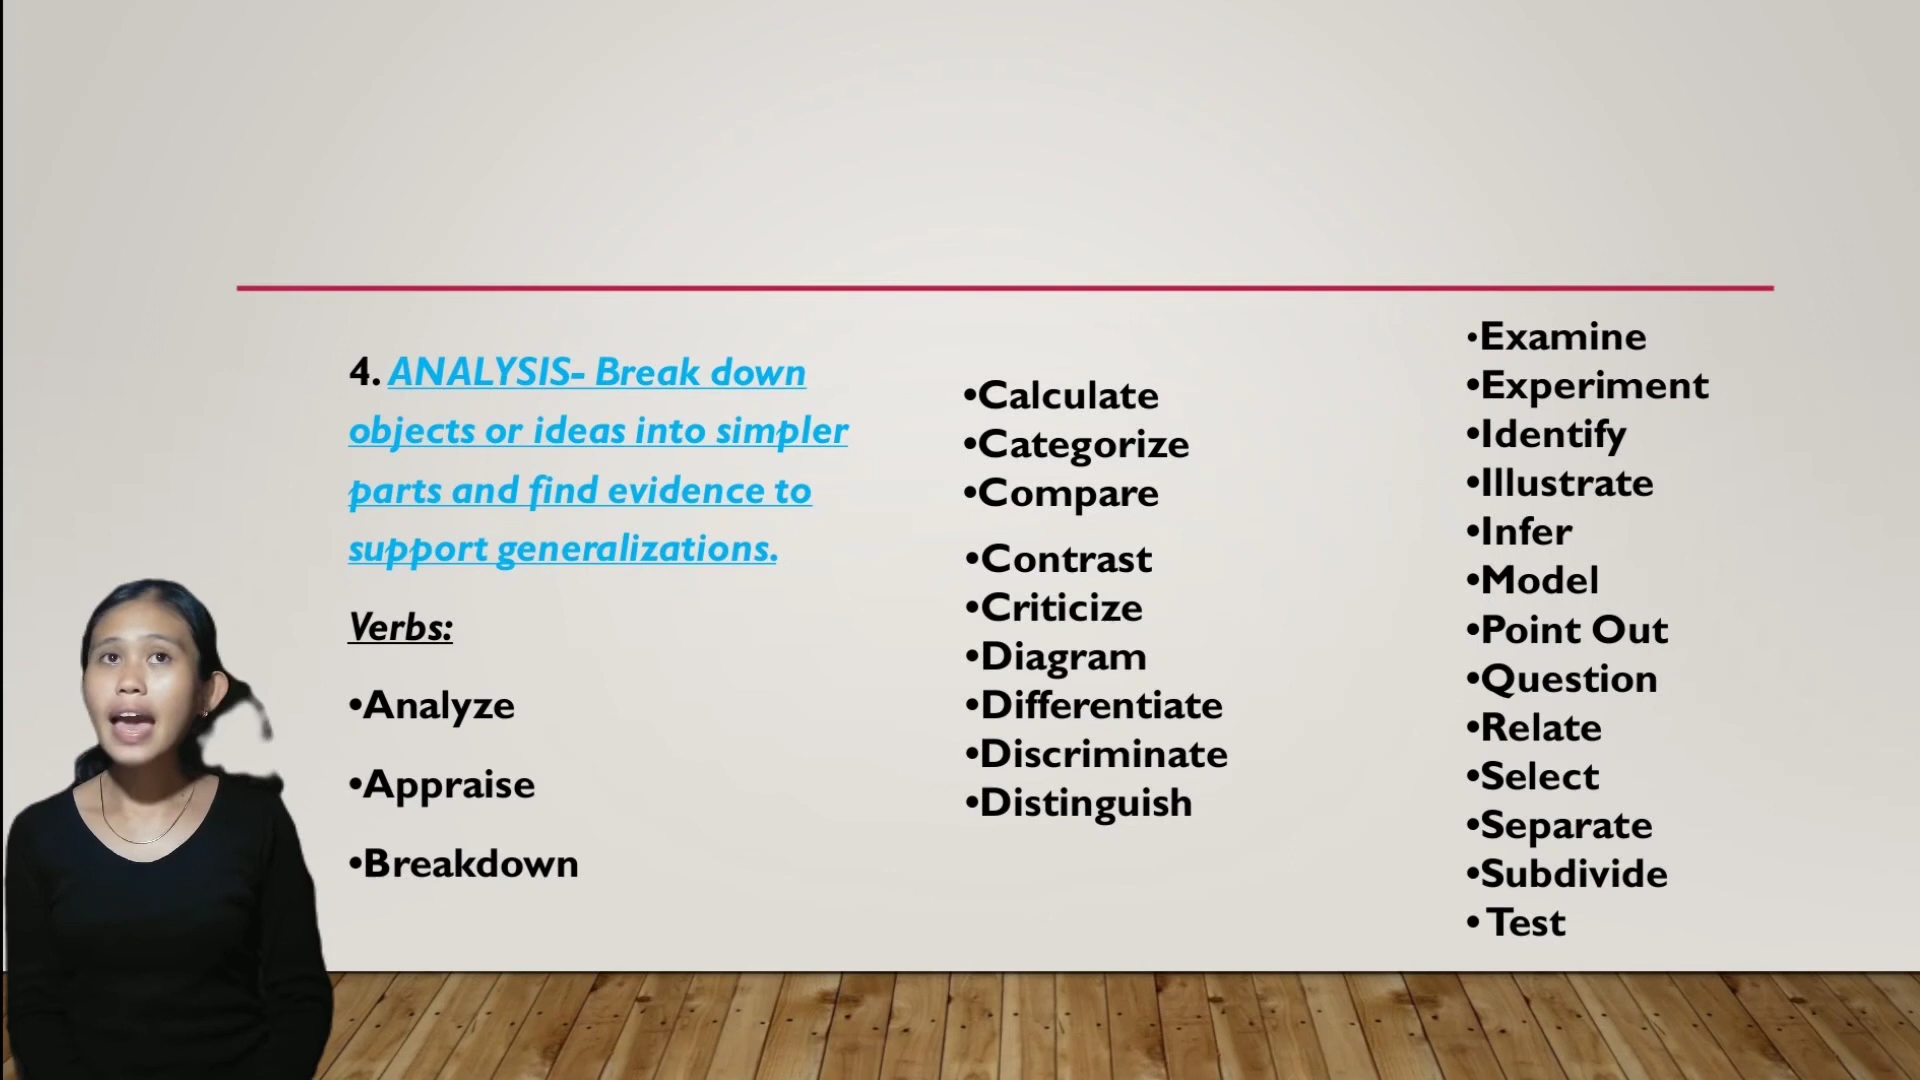 4. ANALYSIS- Break down
objects or ideas into simpler
parts and find evidence to
support generalizations.
Verbs:
•Analyze
•Appraise
•Breakdown
•Calculate
•Categorize
•Compare
•Contrast
•Criticize
•Diagram
•Differentiate
•Discriminate
•Distinguish
•Examine
•Experiment
•Identify
•Illustrate
•Infer
•Model
•Point Out
•Question
•Relate
•Select
•Separate
•Subdivide
• Test